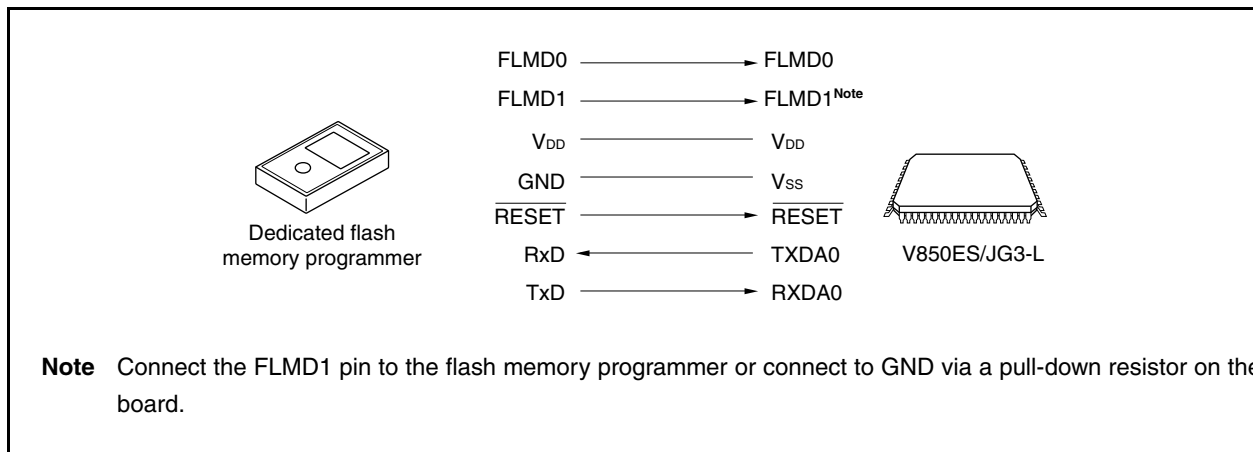 FLMD0 FLMD0
FLMD1 FLMD1Note
VDD VDD
GND VSS
RESET RESET
Dedicated flash
memory programmer
RxD TXDA0
V850ES/JG3-L
TxD RXDA0
Note Connect the FLMD1 pin to the flash memory programmer or connect to GND via a pull-down resistor on the
board.